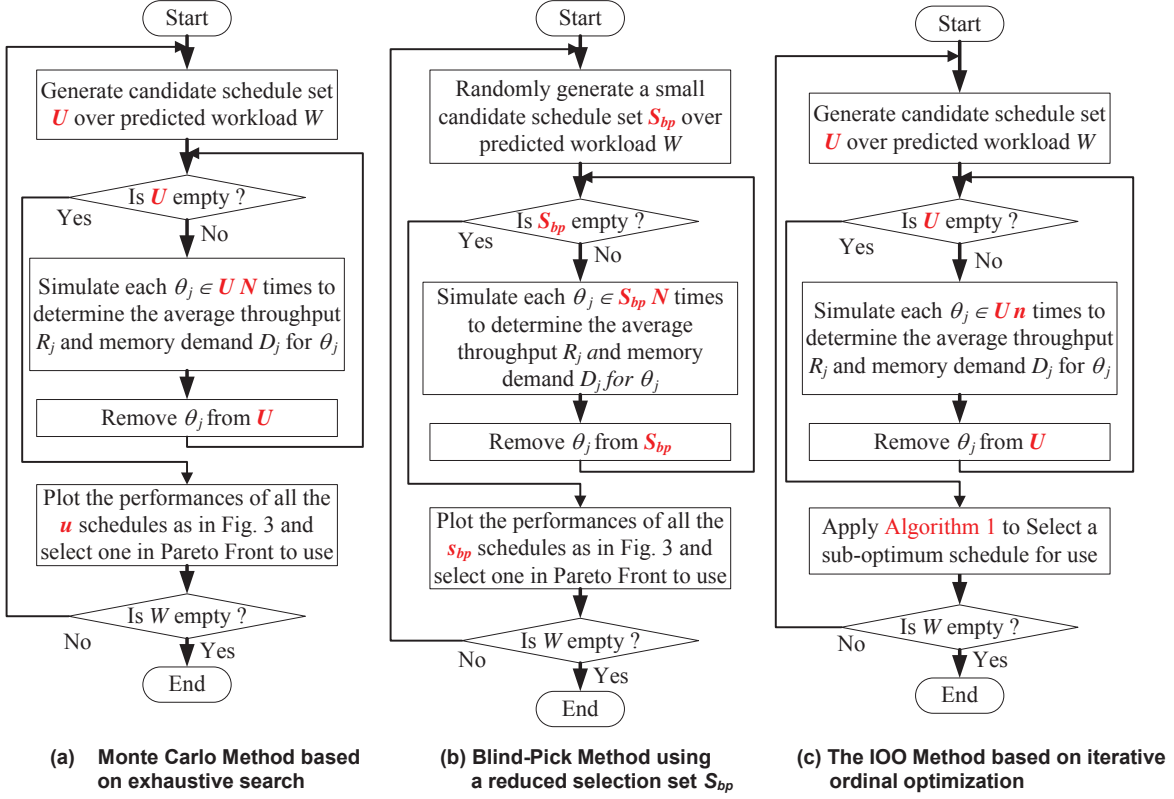 Start
Generate candidate schedule set
U over predicted workload W
Is U empty ?
Yes
No
Simulate each θj ∈ U N times to
determine the average throughput
Rj and memory demand Dj for θj
Remove θj from U
Plot the performances of all the
u schedules as in Fig. 3 and
select one in Pareto Front to use
Is W empty ?
No
Yes
End
(a) Monte Carlo Method based
on exhaustive search
Start
Randomly generate a small
candidate schedule set Sbp over
predicted workload W
Is Sbp empty ?
Yes
No
Simulate each θj ∈ Sbp N times
to determine the average
throughput Rj and memory
demand Dj for θj
Remove θj from Sbp
Plot the performances of all the
sbp schedules as in Fig. 3 and
select one in Pareto Front to use
Is W empty ?
No
Yes
End
(b) Blind-Pick Method using
a reduced selection set Sbp
Start
Generate candidate schedule set
U over predicted workload W
Is U empty ?
Yes
No
Simulate each θj ∈ U n times to
determine the average throughput
Rj and memory demand Dj for θj
Remove θj from U
Apply Algorithm 1 to Select a
sub-optimum schedule for use
Is W empty ?
No
Yes
End
(c) The IOO Method based on iterative
ordinal optimization